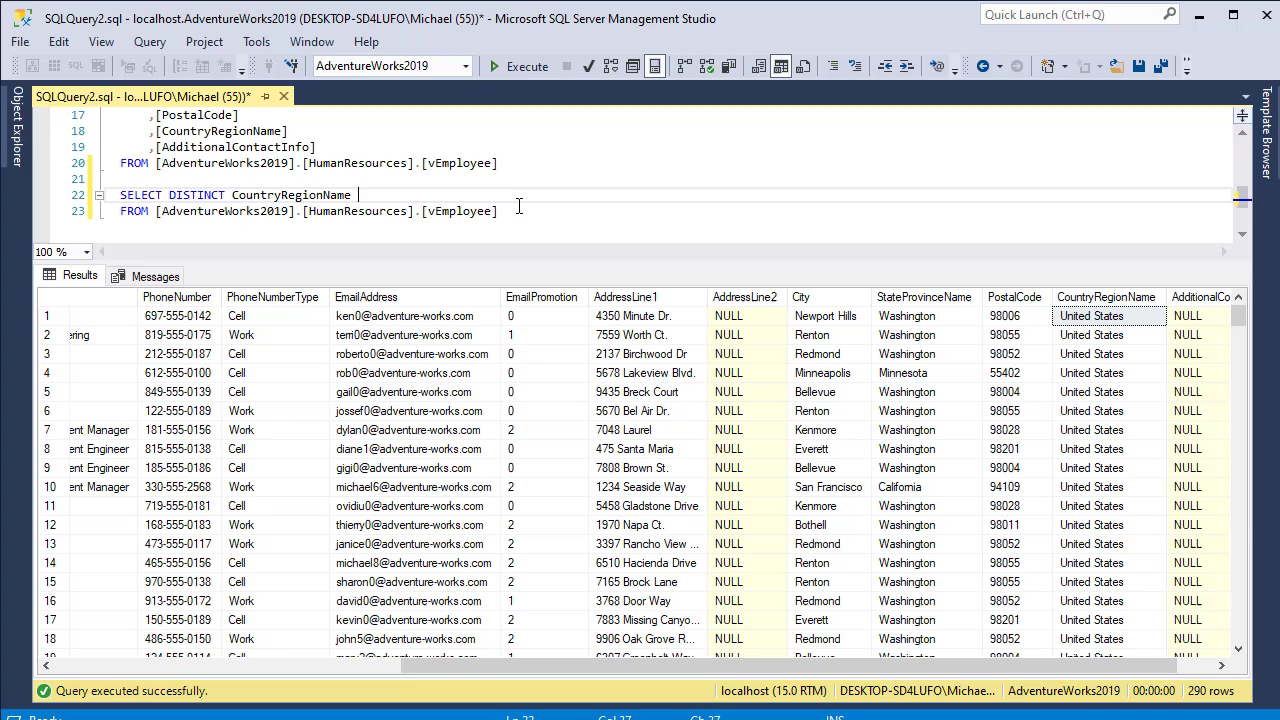 SQLQuery2.sql - localhost.AdventureWorks2019 (DESKTOP-SD4LUFO\Michael (55))* - Microsoft SQL Server Management Studio
Quick Launch (Ctrl+Q)
File Edit View Query Project Tools Window Help
AdventureWorks2019 Execute
SQLQuery2.sql - lo...LUFO\Michael (55))*
Object Explorer
Template Browser
17 ,[PostalCode]
18 ,[CountryRegionName]
19 ,[AdditionalContactInfo]
20 FROM [AdventureWorks2019].[HumanResources].[vEmployee]
21
22 SELECT DISTINCT CountryRegionName
23 FROM [AdventureWorks2019].[HumanResources].[vEmployee]
100 %
Results Messages
PhoneNumber PhoneNumberType EmailAddress EmailPromotion AddressLine1 AddressLine2 City StateProvinceName PostalCode CountryRegionName AdditionalCo
1 697-555-0142 Cell ken0@adventure-works.com 0 4350 Minute Dr. NULL Newport Hills Washington 98006 United States NULL
2 ering 819-555-0175 Work terri0@adventure-works.com 1 7559 Worth Ct. NULL Renton Washington 98055 United States NULL
3 212-555-0187 Cell roberto0@adventure-works.com 0 2137 Birchwood Dr NULL Redmond Washington 98052 United States NULL
4 612-555-0100 Cell rob0@adventure-works.com 0 5678 Lakeview Blvd. NULL Minneapolis Minnesota 55402 United States NULL
5 849-555-0139 Cell gail0@adventure-works.com 0 9435 Breck Court NULL Bellevue Washington 98004 United States NULL
6 122-555-0189 Work jossef0@adventure-works.com 0 5670 Bel Air Dr. NULL Renton Washington 98055 United States NULL
7 ent Manager 181-555-0156 Work dylan0@adventure-works.com 2 7048 Laurel NULL Kenmore Washington 98028 United States NULL
8 ent Engineer 815-555-0138 Cell diane1@adventure-works.com 0 475 Santa Maria NULL Everett Washington 98201 United States NULL
9 ent Engineer 185-555-0186 Cell gigi0@adventure-works.com 0 7808 Brown St. NULL Bellevue Washington 98004 United States NULL
10 ent Manager 330-555-2568 Work michael6@adventure-works.com 2 1234 Seaside Way NULL San Francisco California 94109 United States NULL
11 719-555-0181 Cell ovidiu0@adventure-works.com 0 5458 Gladstone Drive NULL Kenmore Washington 98028 United States NULL
12 168-555-0183 Work thierry0@adventure-works.com 2 1970 Napa Ct. NULL Bothell Washington 98011 United States NULL
13 473-555-0117 Work janice0@adventure-works.com 2 3397 Rancho View ... NULL Redmond Washington 98052 United States NULL
14 465-555-0156 Cell michael8@adventure-works.com 2 6510 Hacienda Drive NULL Renton Washington 98055 United States NULL
15 970-555-0138 Cell sharon0@adventure-works.com 2 7165 Brock Lane NULL Renton Washington 98055 United States NULL
16 913-555-0172 Work david0@adventure-works.com 1 3768 Door Way NULL Redmond Washington 98052 United States NULL
17 150-555-0189 Cell kevin0@adventure-works.com 2 7883 Missing Canyo... NULL Everett Washington 98201 United States NULL
18 486-555-0150 Work john5@adventure-works.com 2 9906 Oak Grove R... NULL Redmond Washington 98052 United States NULL
Query executed successfully. localhost (15.0 RTM) DESKTOP-SD4LUFO\Michae... AdventureWorks2019 00:00:00 290 rows